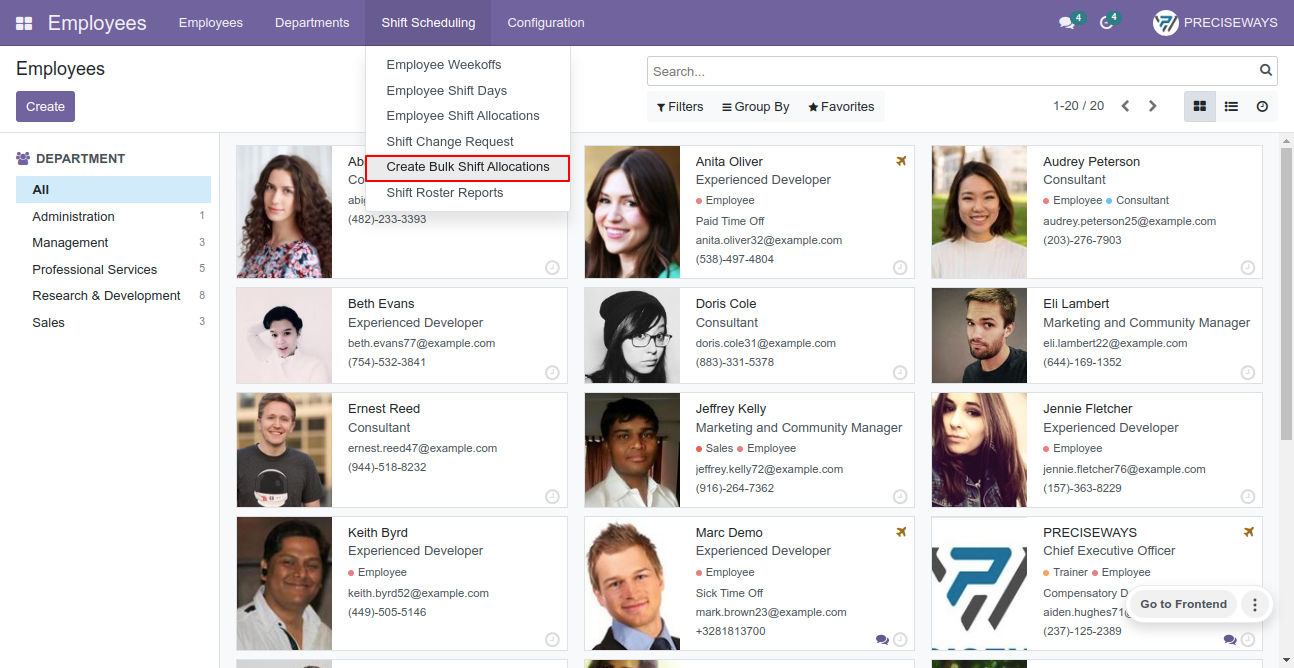 Employees Employees Departments Shift Scheduling Configuration 4 4 PRECISEWAYS
Employees
Create
Employee Weekoffs
Employee Shift Days
Employee Shift Allocations
Shift Change Request
Create Bulk Shift Allocations
Shift Roster Reports
Search...
Filters Group By Favorites
1-20 / 20
DEPARTMENT
All
Administration 1
Management 3
Professional Services 5
Research & Development 8
Sales 3
Ab
Co
abi
(482)-233-3393
Anita Oliver
Experienced Developer
Employee
Paid Time Off
anita.oliver32@example.com
(538)-497-4804
Audrey Peterson
Consultant
Employee Consultant
audrey.peterson25@example.com
(203)-276-7903
Beth Evans
Experienced Developer
beth.evans77@example.com
(754)-532-3841
Doris Cole
Consultant
doris.cole31@example.com
(883)-331-5378
Eli Lambert
Marketing and Community Manager
eli.lambert22@example.com
(644)-169-1352
Ernest Reed
Consultant
ernest.reed47@example.com
(944)-518-8232
Jeffrey Kelly
Marketing and Community Manager
Sales Employee
jeffrey.kelly72@example.com
(916)-264-7362
Jennie Fletcher
Experienced Developer
Employee
jennie.fletcher76@example.com
(157)-363-8229
Keith Byrd
Experienced Developer
Employee
keith.byrd52@example.com
(449)-505-5146
Marc Demo
Experienced Developer
Employee
Sick Time Off
mark.brown23@example.com
+3281813700
PRECISEWAYS
Chief Executive Officer
Trainer Employee
Compensatory D
aiden.hughes71@
(237)-125-2389
Go to Frontend